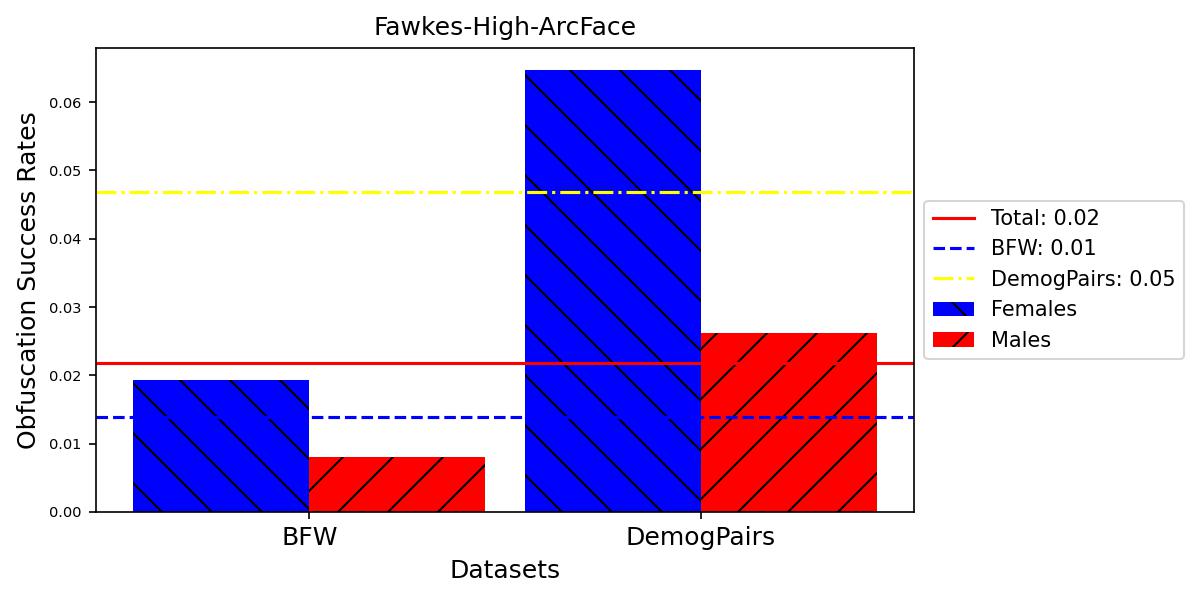 Fawkes-High-ArcFace
Obfuscation Success Rates
0.06
0.05
0.04
0.03
0.02
0.01
0.00
BFW
DemogPairs
Datasets
Total: 0.02
BFW: 0.01
DemogPairs: 0.05
Females
Males